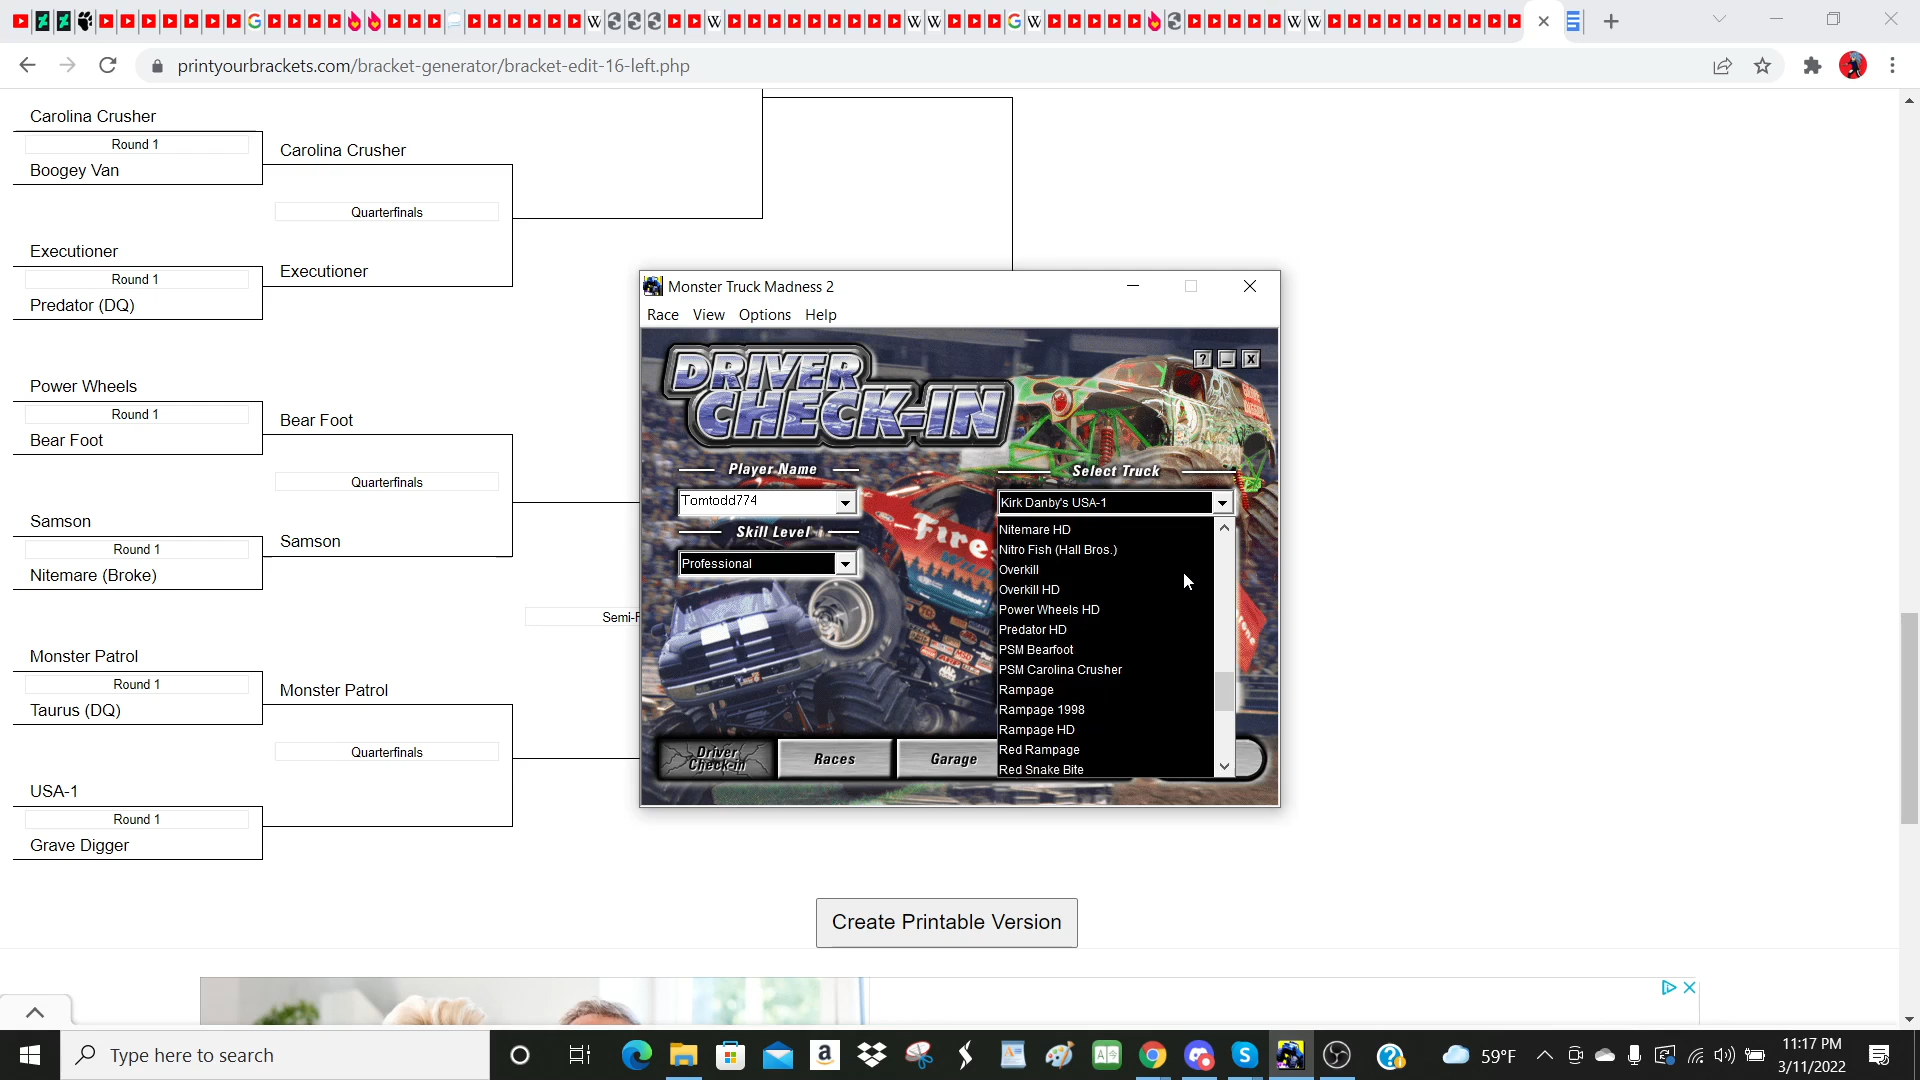 printyourbrackets.com/bracket-generator/bracket-edit-16-left.php
Carolina Crusher
Round 1
Boogey Van
Carolina Crusher
Quarterfinals
Executioner
Round 1
Predator (DQ)
Executioner
Power Wheels
Round 1
Bear Foot
Bear Foot
Quarterfinals
Samson
Round 1
Nitemare (Broke)
Samson
Semi-F
Monster Patrol
Round 1
Taurus (DQ)
Monster Patrol
Quarterfinals
USA-1
Round 1
Grave Digger
Monster Truck Madness 2
Race View Options Help
DRIVER
CHECK-IN
Player Name
Tomtodd774
Skill Level
Professional
Select Truck
Kirk Danby's USA-1
Nitemare HD
Nitro Fish (Hall Bros.)
Overkill
Overkill HD
Power Wheels HD
Predator HD
PSM Bearfoot
PSM Carolina Crusher
Rampage
Rampage 1998
Rampage HD
Red Rampage
Red Snake Bite
Fire
Driver
Check-in
Races
Garage
Create Printable Version
Type here to search
59°F
11:17 PM
3/11/2022